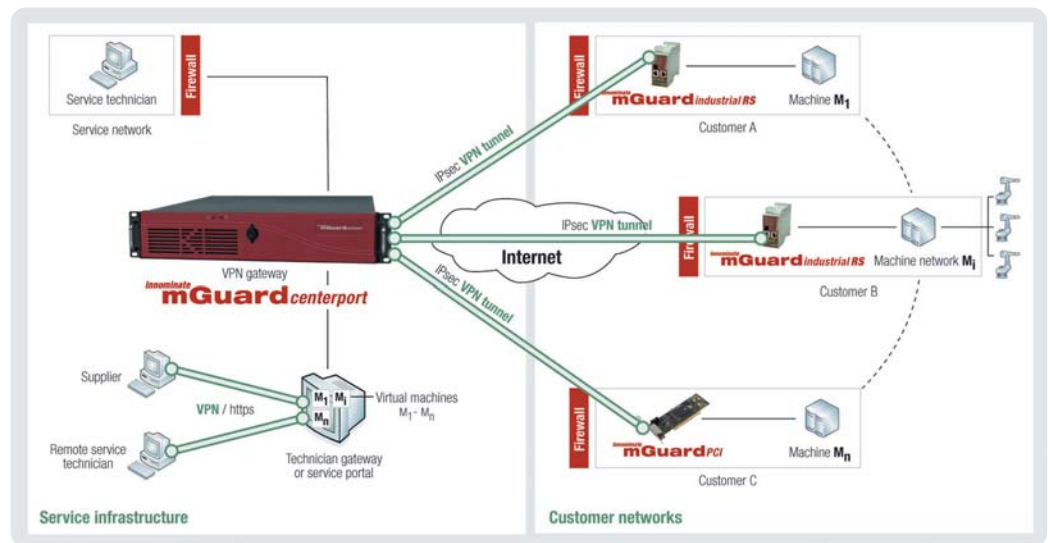 Service technician
Service network
Firewall
VPN gateway
Innominate
mGuard centerport
Supplier
VPN / https
Remote service
technician
M1 - Mi
Mn
Virtual machines
M1 - Mn
Technician gateway
or service portal
Service infrastructure
IPsec VPN tunnel
Internet
IPsec VPN tunnel
IPsec VPN tunnel
Firewall
Innominate
mGuard industrial RS
Machine M1
Customer A
Firewall
Innominate
mGuard industrial RS
Machine network Mi
Customer B
Firewall
Innominate
mGuard PCI
Machine Mn
Customer C
Customer networks